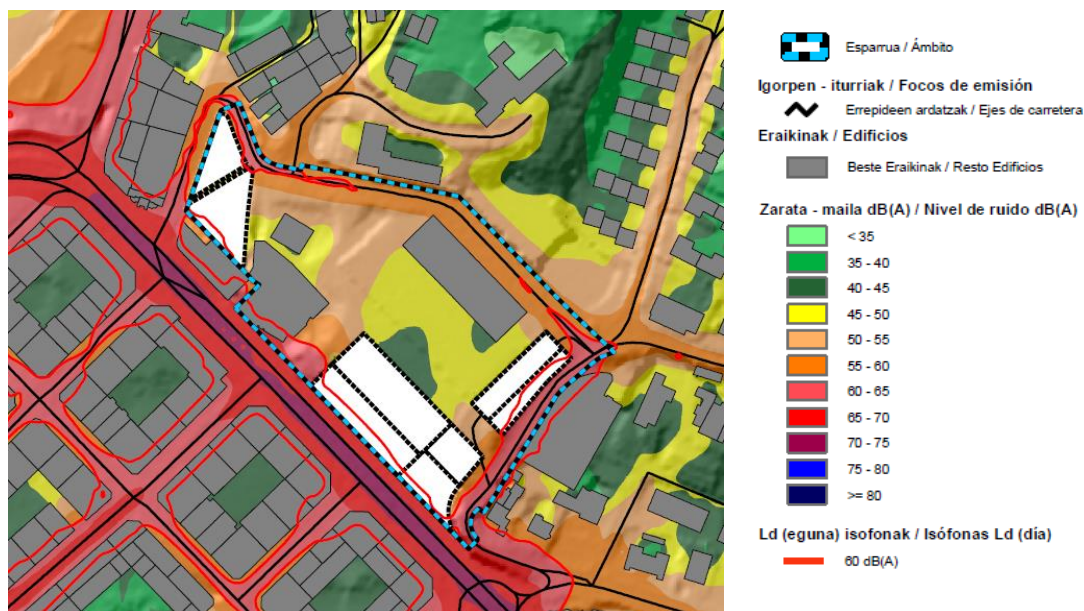 Esparrua / Ámbito
Igorpen - iturriak / Focos de emisión
Errepideen ardatzak / Ejes de carretera
Eraikinak / Edificios
Beste Eraikinak / Resto Edificios
Zarata - maila dB(A) / Nivel de ruido dB(A)
< 35
35 - 40
40 - 45
45 - 50
50 - 55
55 - 60
60 - 65
65 - 70
70 - 75
75 - 80
>= 80
Ld (eguna) isofonak / Isófonas Ld (día)
60 dB(A)